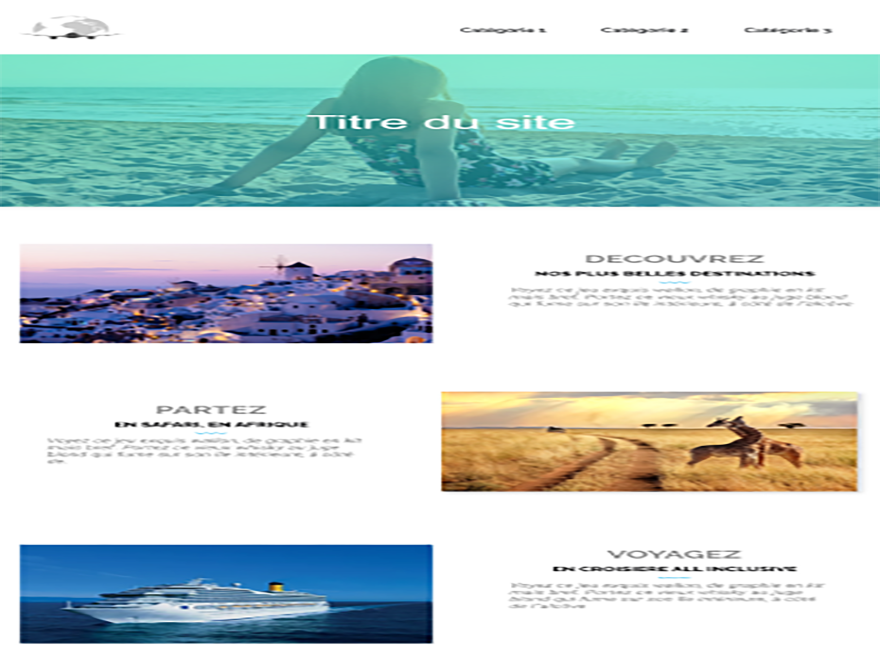 Catégorie 1
Catégorie 2
Catégorie 3
Titre du site
DECOUVREZ
NOS PLUS BELLES DESTINATIONS
Voyez ce jeu exquis wallon, de graphie en kit
mais bref. Portez ce vieux whisky au juge blond
qui fume sur son île intérieure, à côté de l'alcôve
PARTEZ
EN SAFARI, EN AFRIQUE
Voyez ce jeu exquis wallon, de graphie en kit
mais bref. Portez ce vieux whisky au juge
blond qui fume sur son île intérieure, à côté
de.
VOYAGEZ
EN CROISIERE ALL INCLUSIVE
Voyez ce jeu exquis wallon, de graphie en kit
mais bref. Portez ce vieux whisky au juge
blond qui fume sur son île intérieure, à côté
de l'alcôve